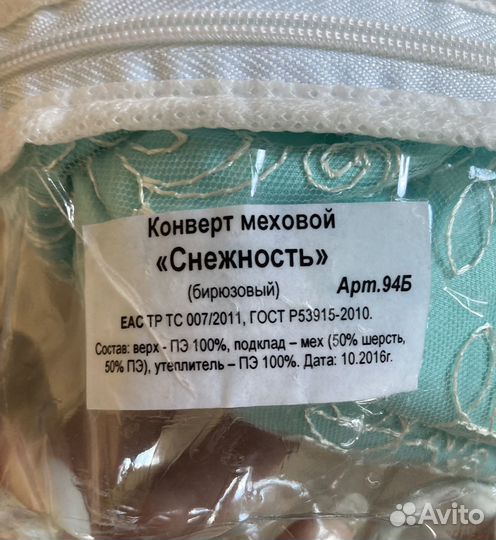 Конверт меховой
«Снежность»
(бирюзовый) Арт.94Б
ЕАС ТР ТС 007/2011, ГОСТ Р53915-2010.
Состав: верх - ПЭ 100%, подклад – мех (50% шерсть,
50% ПЭ), утеплитель – ПЭ 100%. Дата: 10.2016г.
Avito